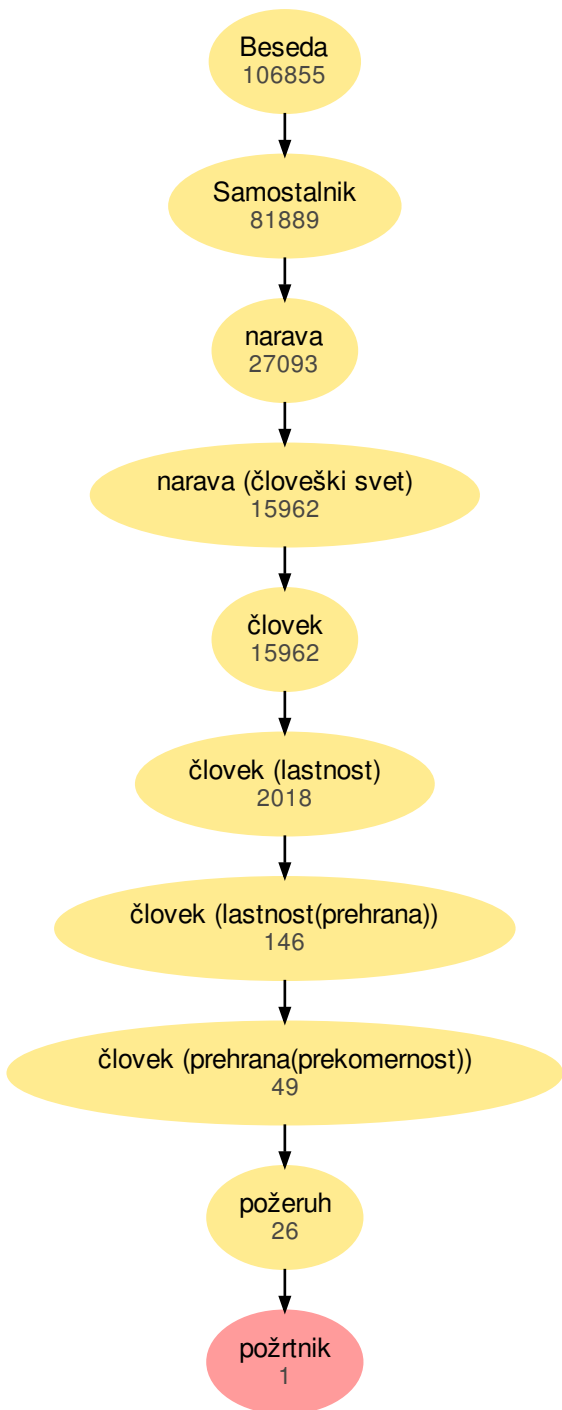 Beseda
106855
Samostalnik
81889
narava
27093
narava (človeški svet)
15962
človek
15962
človek (lastnost)
2018
človek (lastnost(prehrana))
146
človek (prehrana(prekomernost))
49
požeruh
26
požrtnik
1